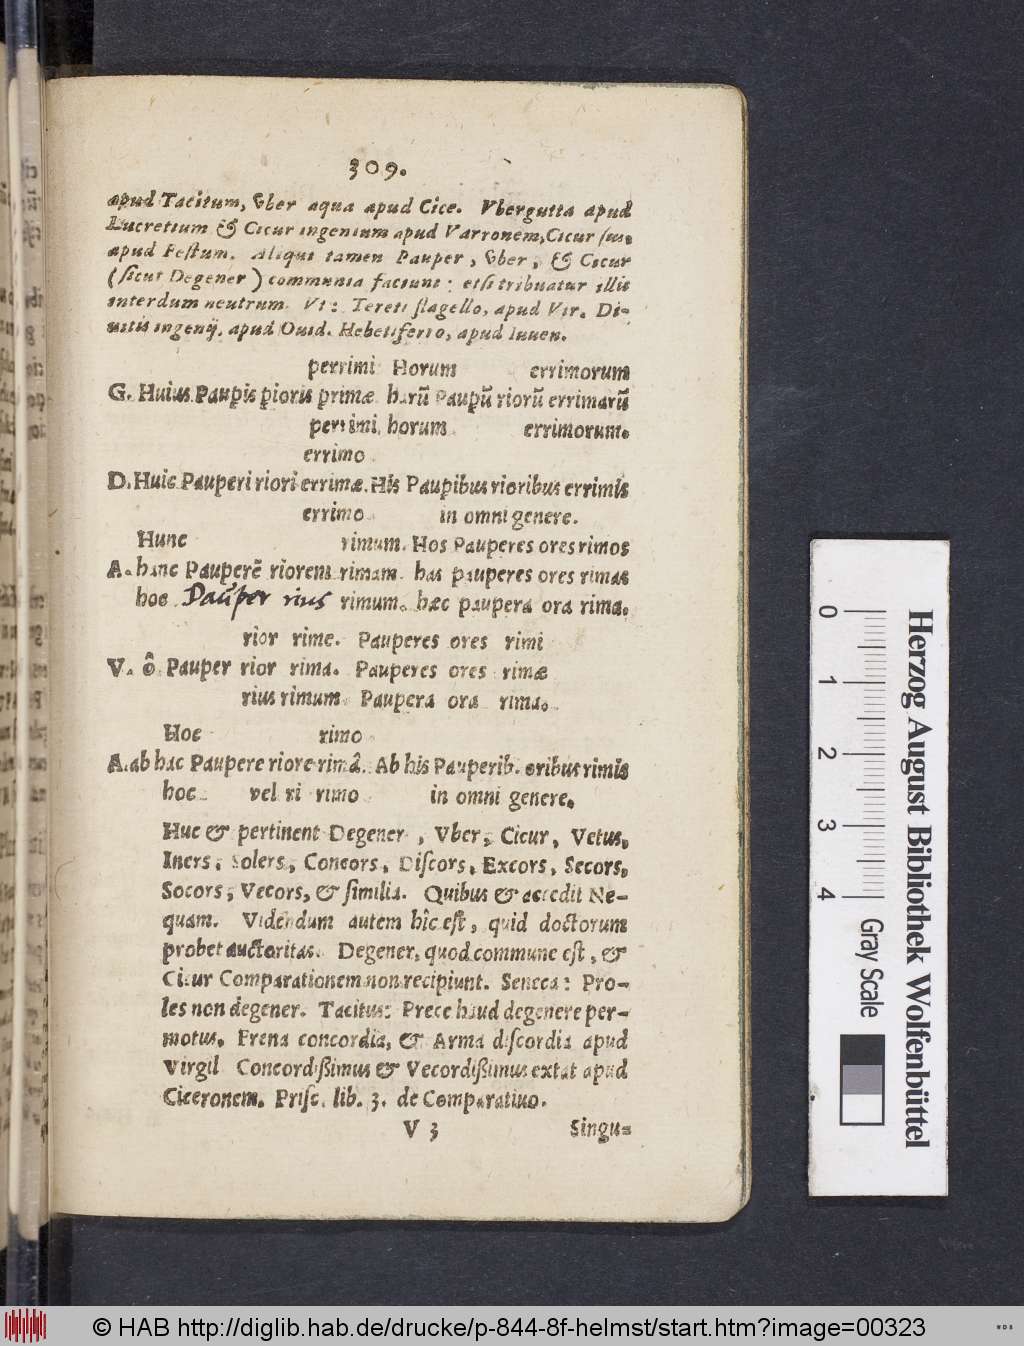 309.
apud Tacitum, Vber aqua apud Cice. Vbergutta apud
Lucretium & Cicur ingenium apud Varronem, Cicur sus
apud Festum. Aliqui tamen Pauper, Vber, & Cicur
(sicut Degener) communia faciunt: etsi tribuatur illis
interdum neutrum. Vt: Tereti flagello, apud Vir. Di-
uitis ingenij. apud Ouid. Hebeti ferro, apud Iuuen.
perrimi Horum errimorum
G. Huius Paupis pioris primæ harũ Paupũ riorũ errimarũ
perrimi, horum errimorum.
errimo
D. Huic Pauperi riori errimæ. His Paupibus rioribus errimis
errimo in omni genere.
Hunc rimum. Hos Pauperes ores rimos
A. hanc Pauperẽ riorem rimam. has pauperes ores rimas
hoc Pauper rius rimum. hæc paupera ora rima.
rior rime. Pauperes ores rimi
V. ô Pauper rior rima. Pauperes ores rimæ
rius rimum Paupera ora rima.
Hoc rimo
A. ab hac Paupere riore rimâ. Ab his Pauperib. oribus rimis
hoc vel ri rimo in omni genere.
Huc & pertinent Degener, Vber, Cicur, Vetus,
Iners, Solers, Concors, Discors, Excors, Secors,
Socors, Vecors, & similia. Quibus & accedit Ne-
quam. Videndum autem hîc est, quid doctorum
probet auctoritas. Degener, quod commune est, &
Cicur Comparationem non recipiunt. Seneca: Pro-
les non degener. Tacitus: Prece haud degenere per-
motus. Frena concordia, & Arma discordia apud
Virgil Concordißimus & Vecordißimus extat apud
Ciceronem. Prisc. lib. 3. de Comparatiuo.
V 3 Singu-
0 1 2 3 4
Gray Scale
Herzog August Bibliothek Wolfenbüttel
© HAB http://diglib.hab.de/drucke/p-844-8f-helmst/start.htm?image=00323